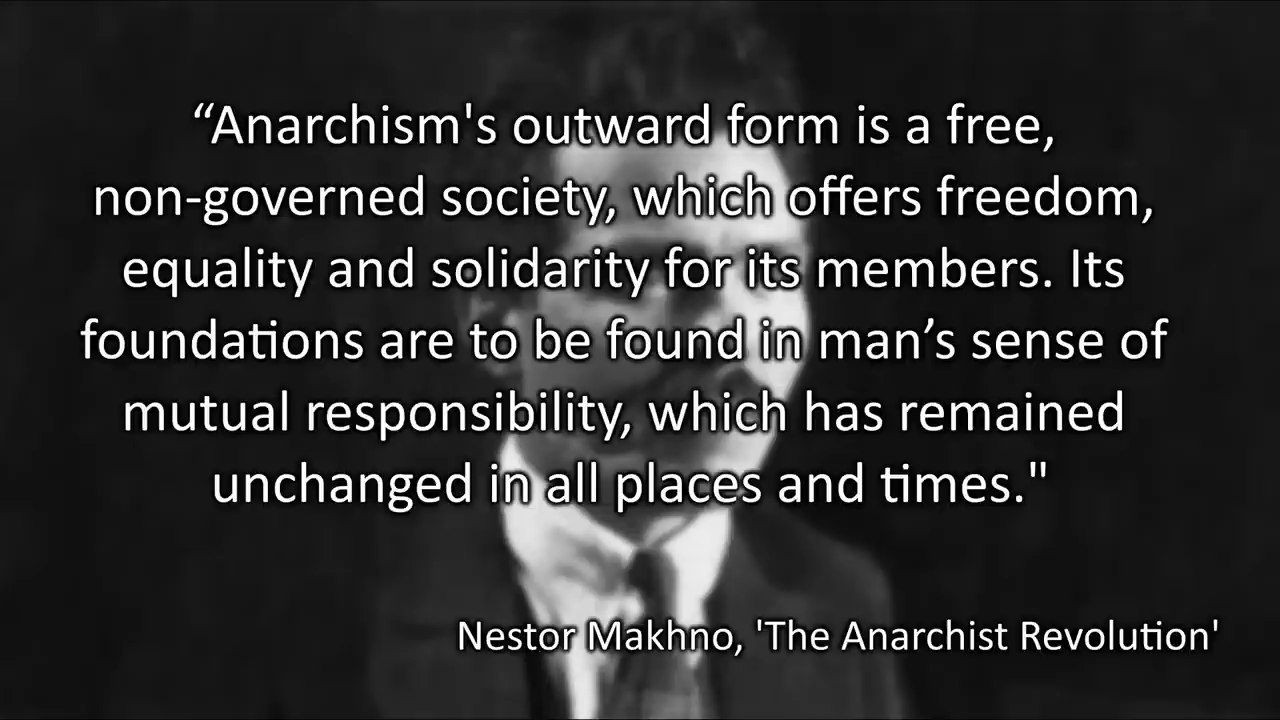 “Anarchism's outward form is a free,
non-governed society, which offers freedom,
equality and solidarity for its members. Its
foundations are to be found in man’s sense of
mutual responsibility, which has remained
unchanged in all places and times."
Nestor Makhno, 'The Anarchist Revolution'